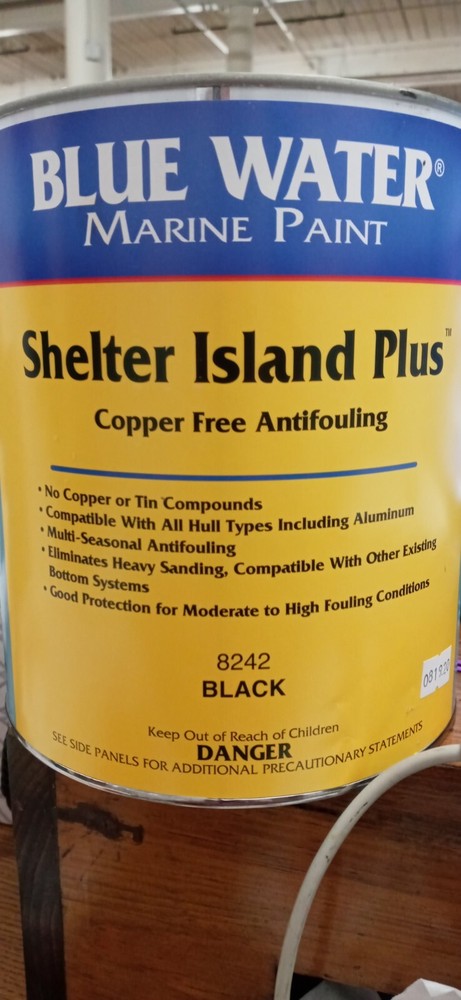 BLUE WATER®
MARINE PAINT
Shelter Island Plus™
Copper Free Antifouling
• No Copper or Tin Compounds
• Compatible With All Hull Types Including Aluminum
• Multi-Seasonal Antifouling
• Eliminates Heavy Sanding, Compatible With Other Existing
Bottom Systems
• Good Protection for Moderate to High Fouling Conditions
8242
BLACK
081920
Keep Out of Reach of Children
DANGER
SEE SIDE PANELS FOR ADDITIONAL PRECAUTIONARY STATEMENTS